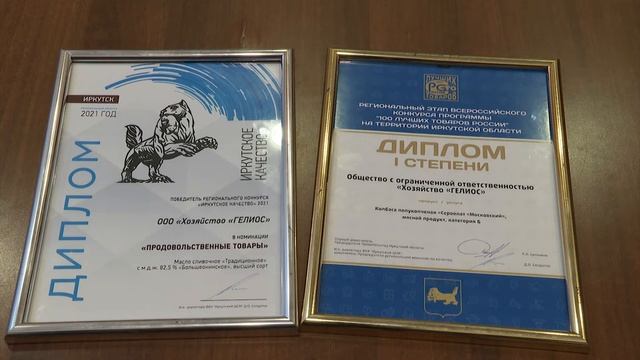 ИРКУТСК
2021 ГОД
ДИПЛОМ
ИРКУТСКОЕ
КАЧЕСТВО
ПОБЕДИТЕЛЬ РЕГИОНАЛЬНОГО КОНКУРСА
«ИРКУТСКОЕ КАЧЕСТВО» 2021
ООО «Хозяйство «ГЕЛИОС»
В НОМИНАЦИИ
«ПРОДОВОЛЬСТВЕННЫЕ ТОВАРЫ»
Масло сливочное «Традиционное»
с м.д.ж. 82,5 % «Большеокинское», высший сорт
100 ЛУЧШИХ
ТОВАРОВ
РЕГИОНАЛЬНЫЙ ЭТАП ВСЕРОССИЙСКОГО
КОНКУРСА ПРОГРАММЫ
"100 ЛУЧШИХ ТОВАРОВ РОССИИ"
НА ТЕРРИТОРИИ ИРКУТСКОЙ ОБЛАСТИ
ДИПЛОМ
I СТЕПЕНИ
Общество с ограниченной ответственностью
«Хозяйство «ГЕЛИОС»
Колбаса полукопченая «Сервелат «Московский»,
мясной продукт, категория Б